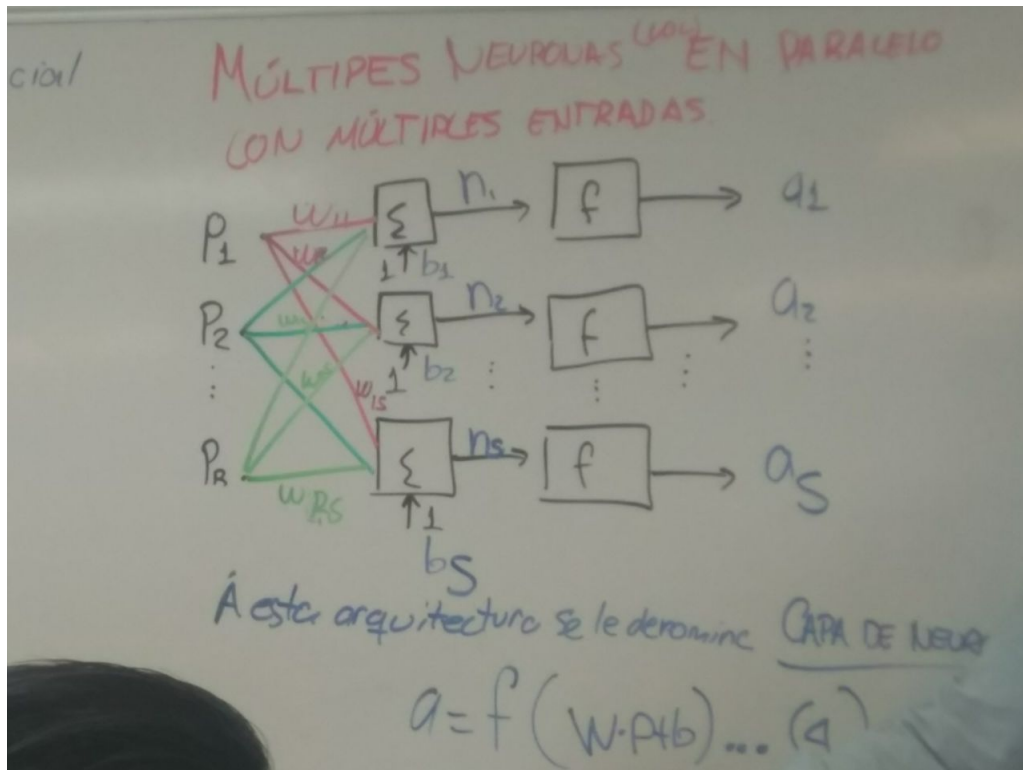 cial
MÚLTIPES NEURONAS EN PARALELO
CON MÚLTIPLES ENTRADAS
P1 W11 Σ n1 f a1
1 b1
P2 Σ n2 f a2
1 b2
W1S
PR Σ nS f aS
WRS
1
bS
Á esta arquitectura se le denomina CAPA DE NEUR
a=f(W·P+b)...(4)